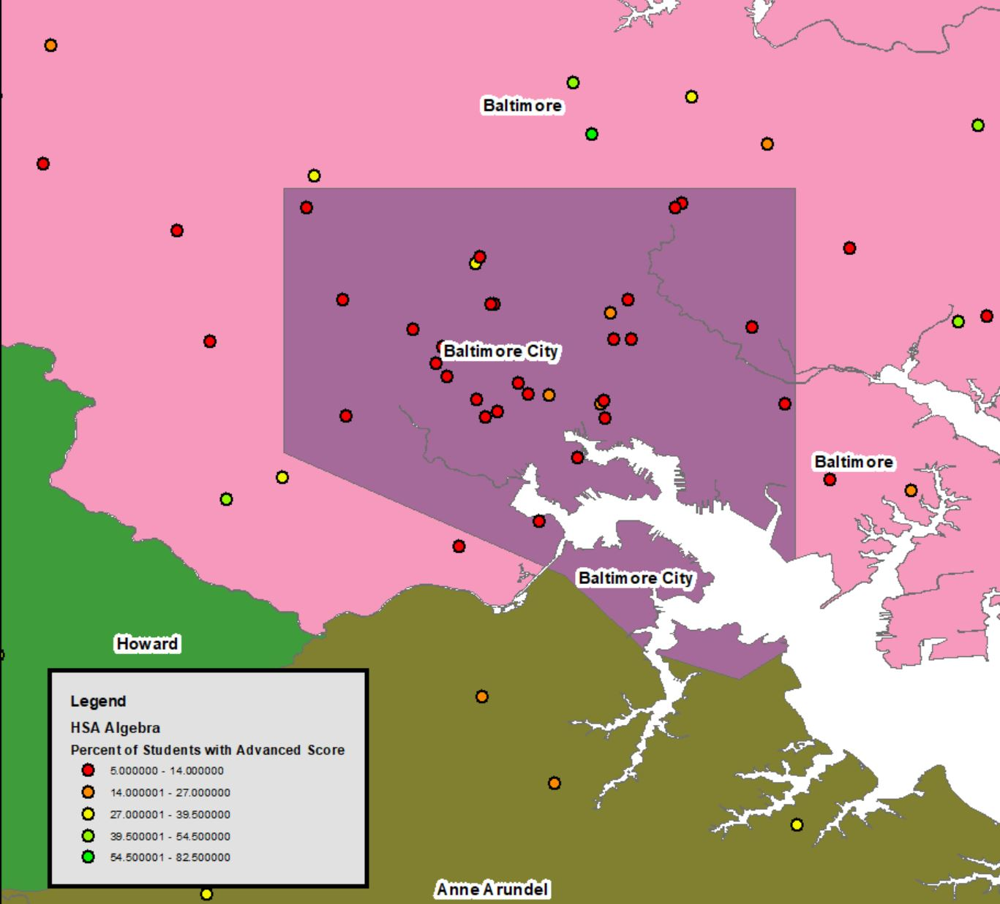 Baltimore
Baltimore City
Baltimore
Baltimore City
Howard
Legend
HSA Algebra
Percent of Students with Advanced Score
5.000000 - 14.000000
14.000001 - 27.000000
27.000001 - 39.500000
39.500001 - 54.500000
54.500001 - 82.500000
Anne Arundel